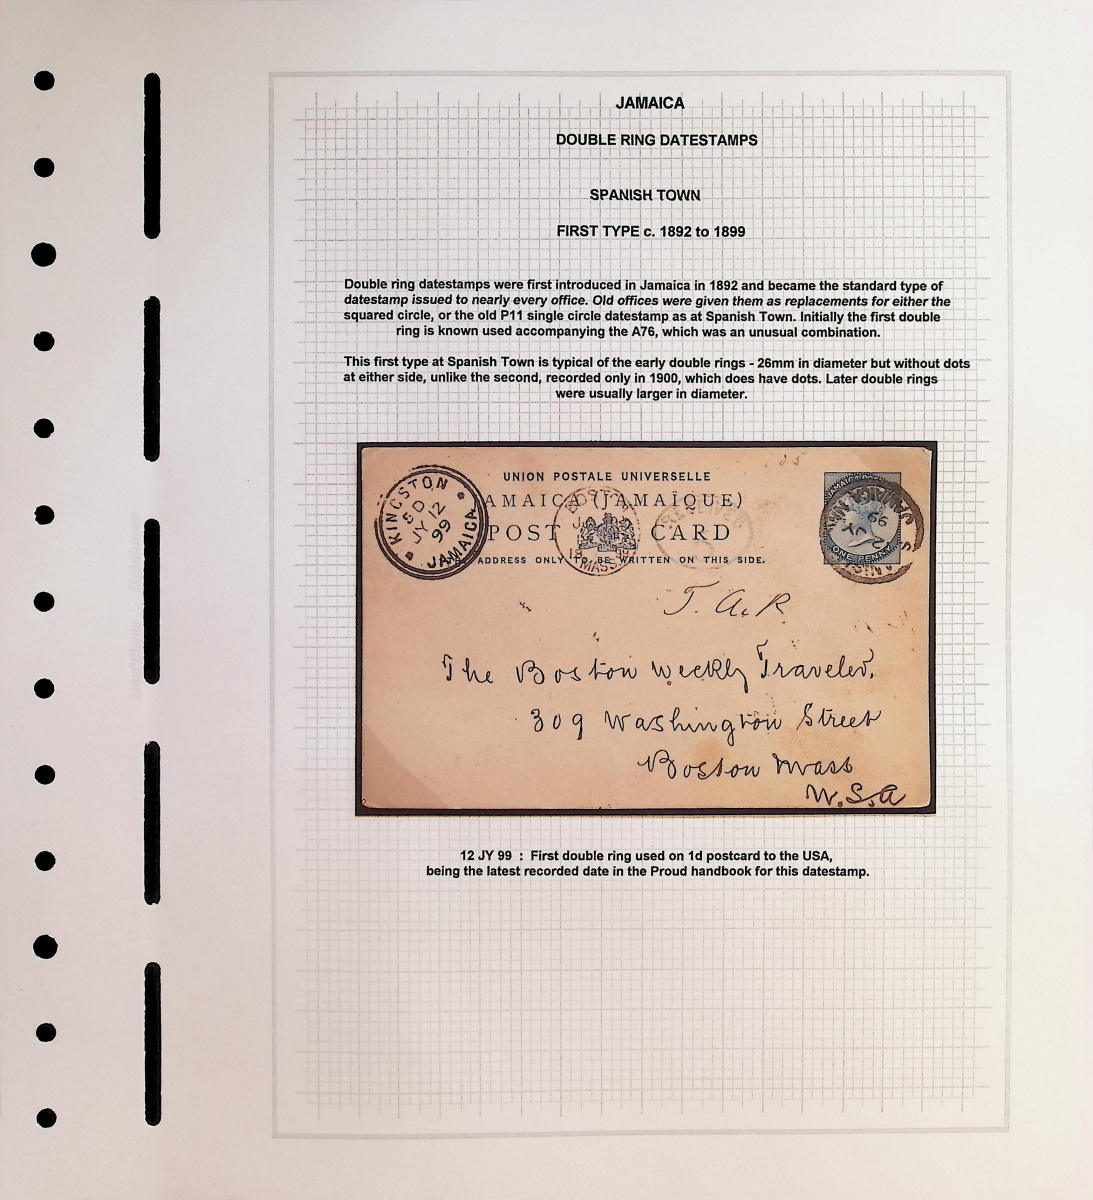 JAMAICA
DOUBLE RING DATESTAMPS
SPANISH TOWN
FIRST TYPE c. 1892 to 1899
Double ring datestamps were first introduced in Jamaica in 1892 and became the standard type of
datestamp issued to nearly every office. Old offices were given them as replacements for either the
squared circle, or the old P11 single circle datestamp as at Spanish Town. Initially the first double
ring is known used accompanying the A76, which was an unusual combination.
This first type at Spanish Town is typical of the early double rings - 26mm in diameter but without dots
at either side, unlike the second, recorded only in 1900, which does have dots. Later double rings
were usually larger in diameter.
UNION POSTALE UNIVERSELLE
AMAICA (JAMAÏQUE)
POST CARD
ADDRESS ONLY TO BE WRITTEN ON THIS SIDE.
KINGSTON
5 D
JY 12
99
JAMAICA
BOSTON
MASS
JAMAICA
ONE PENNY
T. A. R
The Boston Weekly Traveler,
309 Washington Street
Boston Mass
U.S.A
12 JY 99 : First double ring used on 1d postcard to the USA,
being the latest recorded date in the Proud handbook for this datestamp.